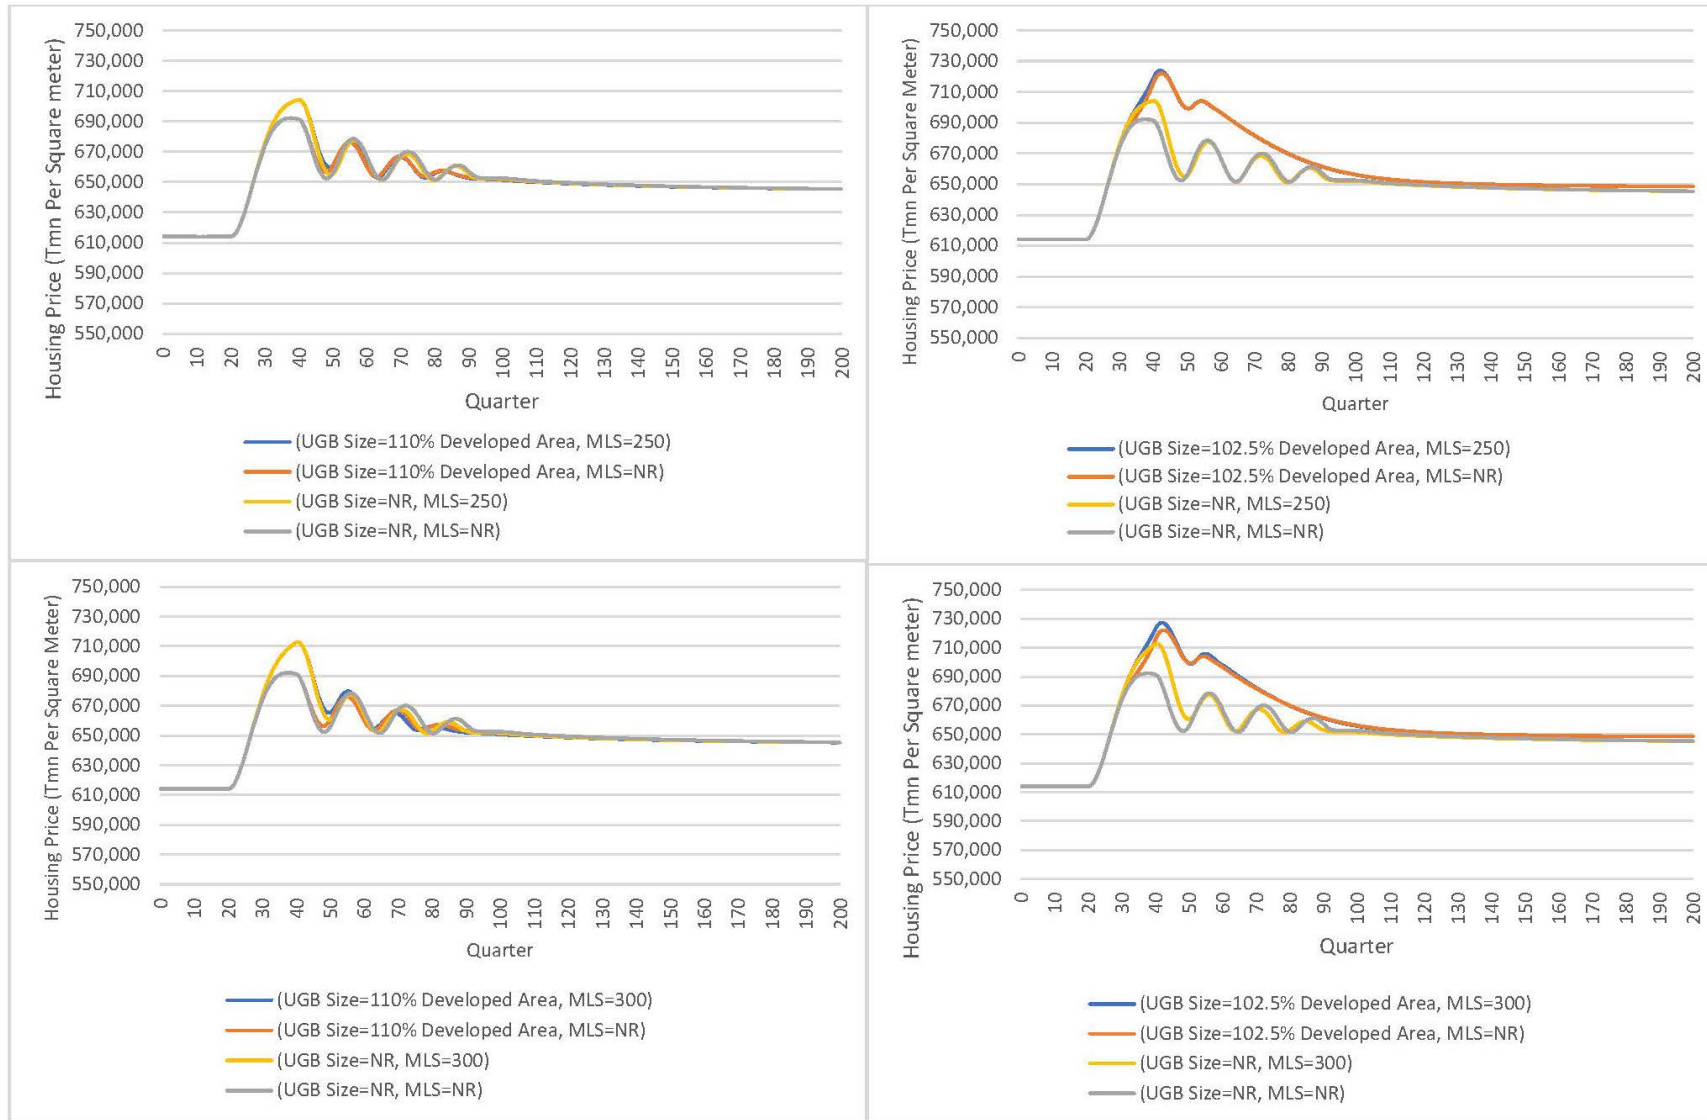 Housing Price (Tmn Per Square meter)
750,000
730,000
710,000
690,000
670,000
650,000
630,000
610,000
590,000
570,000
550,000
0 10 20 30 40 50 60 70 80 90 100 110 120 130 140 150 160 170 180 190 200
Quarter
(UGB Size=110% Developed Area, MLS=250)
(UGB Size=110% Developed Area, MLS=NR)
(UGB Size=NR, MLS=250)
(UGB Size=NR, MLS=NR)
Housing Price (Tmn Per Square Meter)
750,000
730,000
710,000
690,000
670,000
650,000
630,000
610,000
590,000
570,000
550,000
0 10 20 30 40 50 60 70 80 90 100 110 120 130 140 150 160 170 180 190 200
Quarter
(UGB Size=102.5% Developed Area, MLS=250)
(UGB Size=102.5% Developed Area, MLS=NR)
(UGB Size=NR, MLS=250)
(UGB Size=NR, MLS=NR)
Housing Price (Tmn Per Square Meter)
750,000
730,000
710,000
690,000
670,000
650,000
630,000
610,000
590,000
570,000
550,000
0 10 20 30 40 50 60 70 80 90 100 110 120 130 140 150 160 170 180 190 200
Quarter
(UGB Size=110% Developed Area, MLS=300)
(UGB Size=110% Developed Area, MLS=NR)
(UGB Size=NR, MLS=300)
(UGB Size=NR, MLS=NR)
Housing Price (Tmn Per Square meter)
750,000
730,000
710,000
690,000
670,000
650,000
630,000
610,000
590,000
570,000
550,000
0 10 20 30 40 50 60 70 80 90 100 110 120 130 140 150 160 170 180 190 200
Quarter
(UGB Size=102.5% Developed Area, MLS=300)
(UGB Size=102.5% Developed Area, MLS=NR)
(UGB Size=NR, MLS=300)
(UGB Size=NR, MLS=NR)